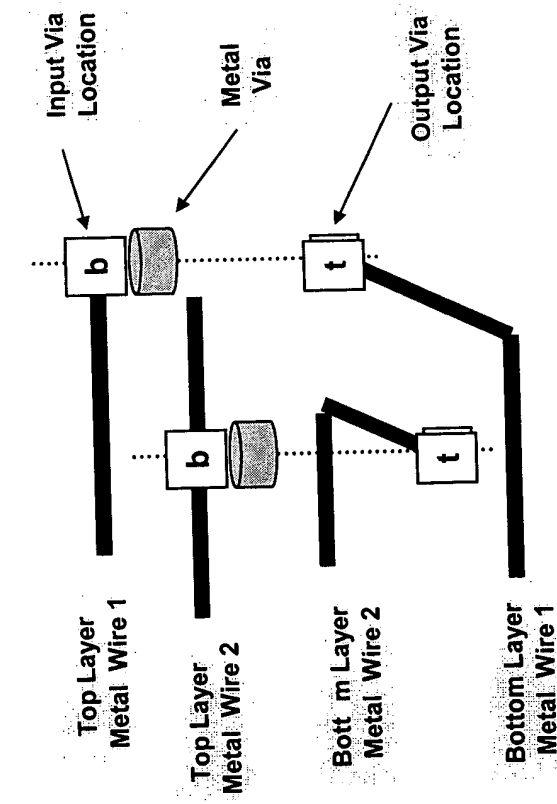 Input Via
Location
Metal
Via
Output Via
Location
b
b
t
t
Top Layer
Metal Wire 1
Top Layer
Metal Wire 2
Bott m Layer
Metal Wire 2
Bottom Layer
Metal Wire 1